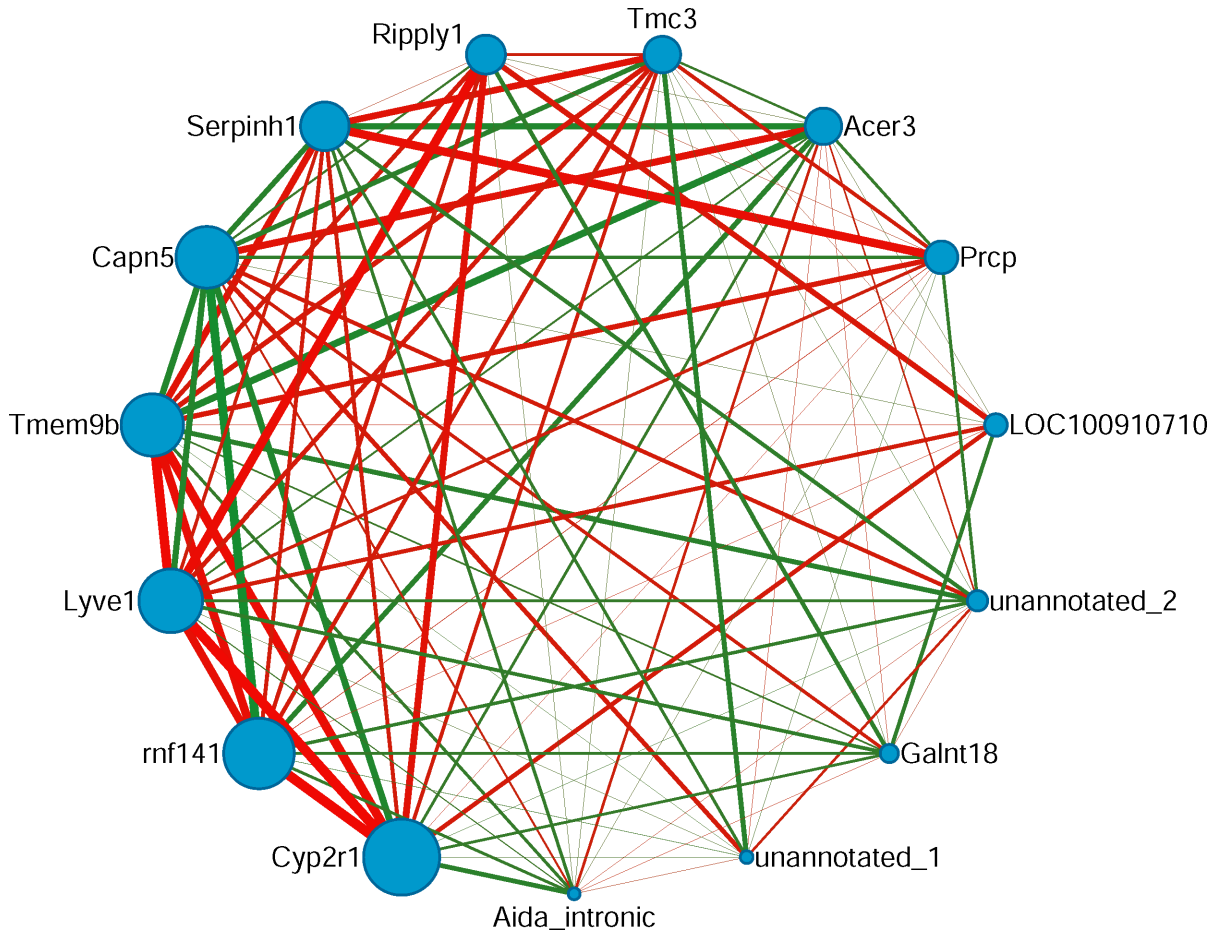 Tmc3
Ripply1
Serpinh1
Acer3
Capn5
Prcp
Tmem9b
LOC100910710
Lyve1
unannotated_2
rnf141
Galnt18
Cyp2r1
unannotated_1
Aida_intronic